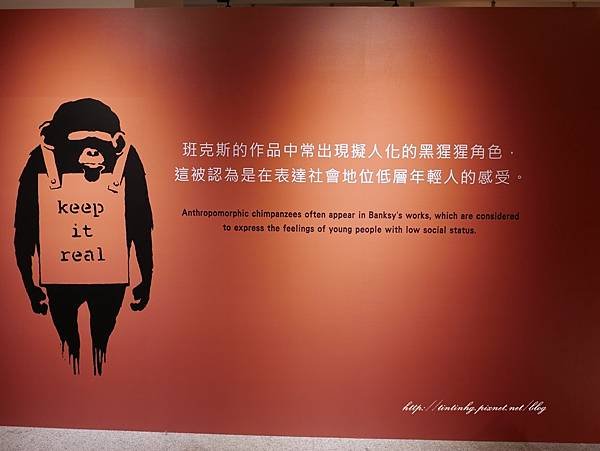 keep
it
real
班克斯的作品中常出現擬人化的黑猩猩角色，
這被認為是在表達社會地位低層年輕人的感受。
Anthropomorphic chimpanzees often appear in Banksy's works, which are considered
to express the feelings of young people with low social status.
http://tintinhg.pixnet.net/blog